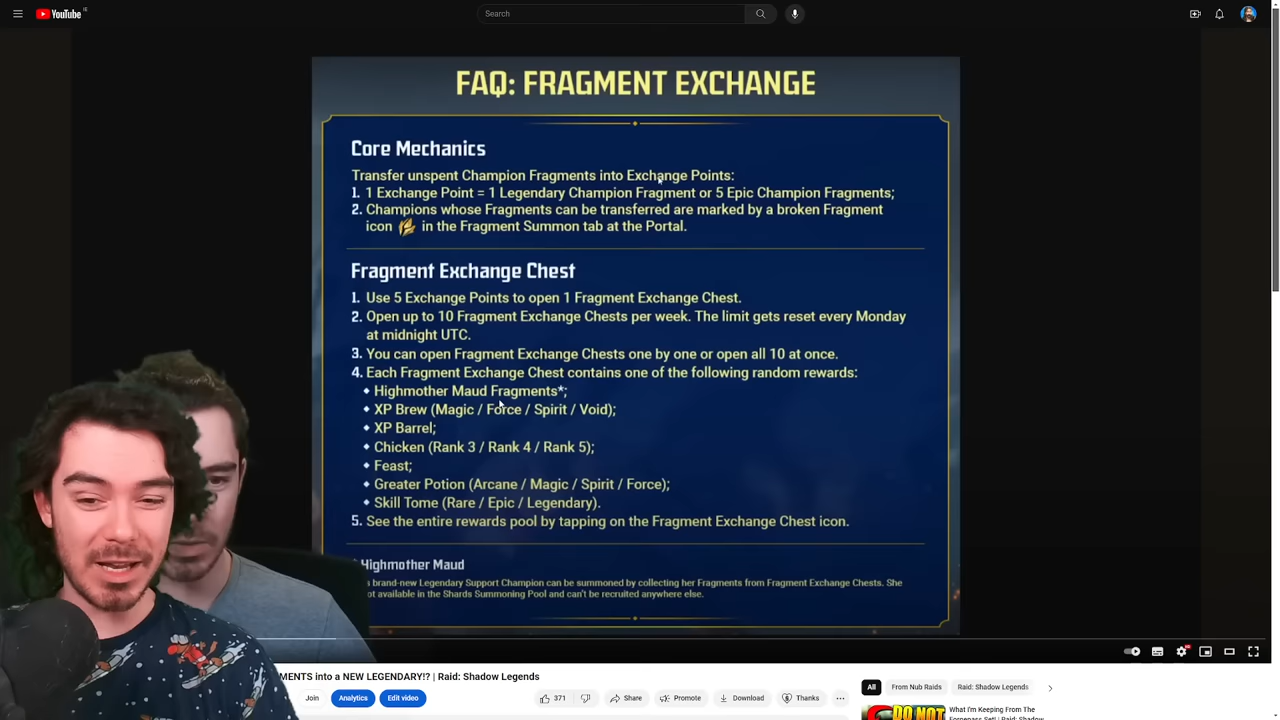 YouTube
Search
FAQ: FRAGMENT EXCHANGE
Core Mechanics
Transfer unspent Champion Fragments into Exchange Points:
1. 1 Exchange Point = 1 Legendary Champion Fragment or 5 Epic Champion Fragments;
2. Champions whose Fragments can be transferred are marked by a broken Fragment
icon in the Fragment Summon tab at the Portal.
Fragment Exchange Chest
1. Use 5 Exchange Points to open 1 Fragment Exchange Chest.
2. Open up to 10 Fragment Exchange Chests per week. The limit gets reset every Monday
at midnight UTC.
3. You can open Fragment Exchange Chests one by one or open all 10 at once.
4. Each Fragment Exchange Chest contains one of the following random rewards:
◆ Highmother Maud Fragments*;
◆ XP Brew (Magic / Force / Spirit / Void);
◆ XP Barrel;
◆ Chicken (Rank 3 / Rank 4 / Rank 5);
◆ Feast;
◆ Greater Potion (Arcane / Magic / Spirit / Force);
◆ Skill Tome (Rare / Epic / Legendary).
5. See the entire rewards pool by tapping on the Fragment Exchange Chest icon.
Highmother Maud
brand-new Legendary Support Champion can be summoned by collecting her Fragments from Fragment Exchange Chests. She
available in the Shards Summoning Pool and can't be recruited anywhere else.
MENTS into a NEW LEGENDARY!? | Raid: Shadow Legends
Join
Analytics
Edit video
371
Share
Promote
Download
Thanks
All
From Nub Raids
Raid: Shadow Legends
DO NOT
What I'm Keeping From The
Forgepass Set! | Raid: Shadow